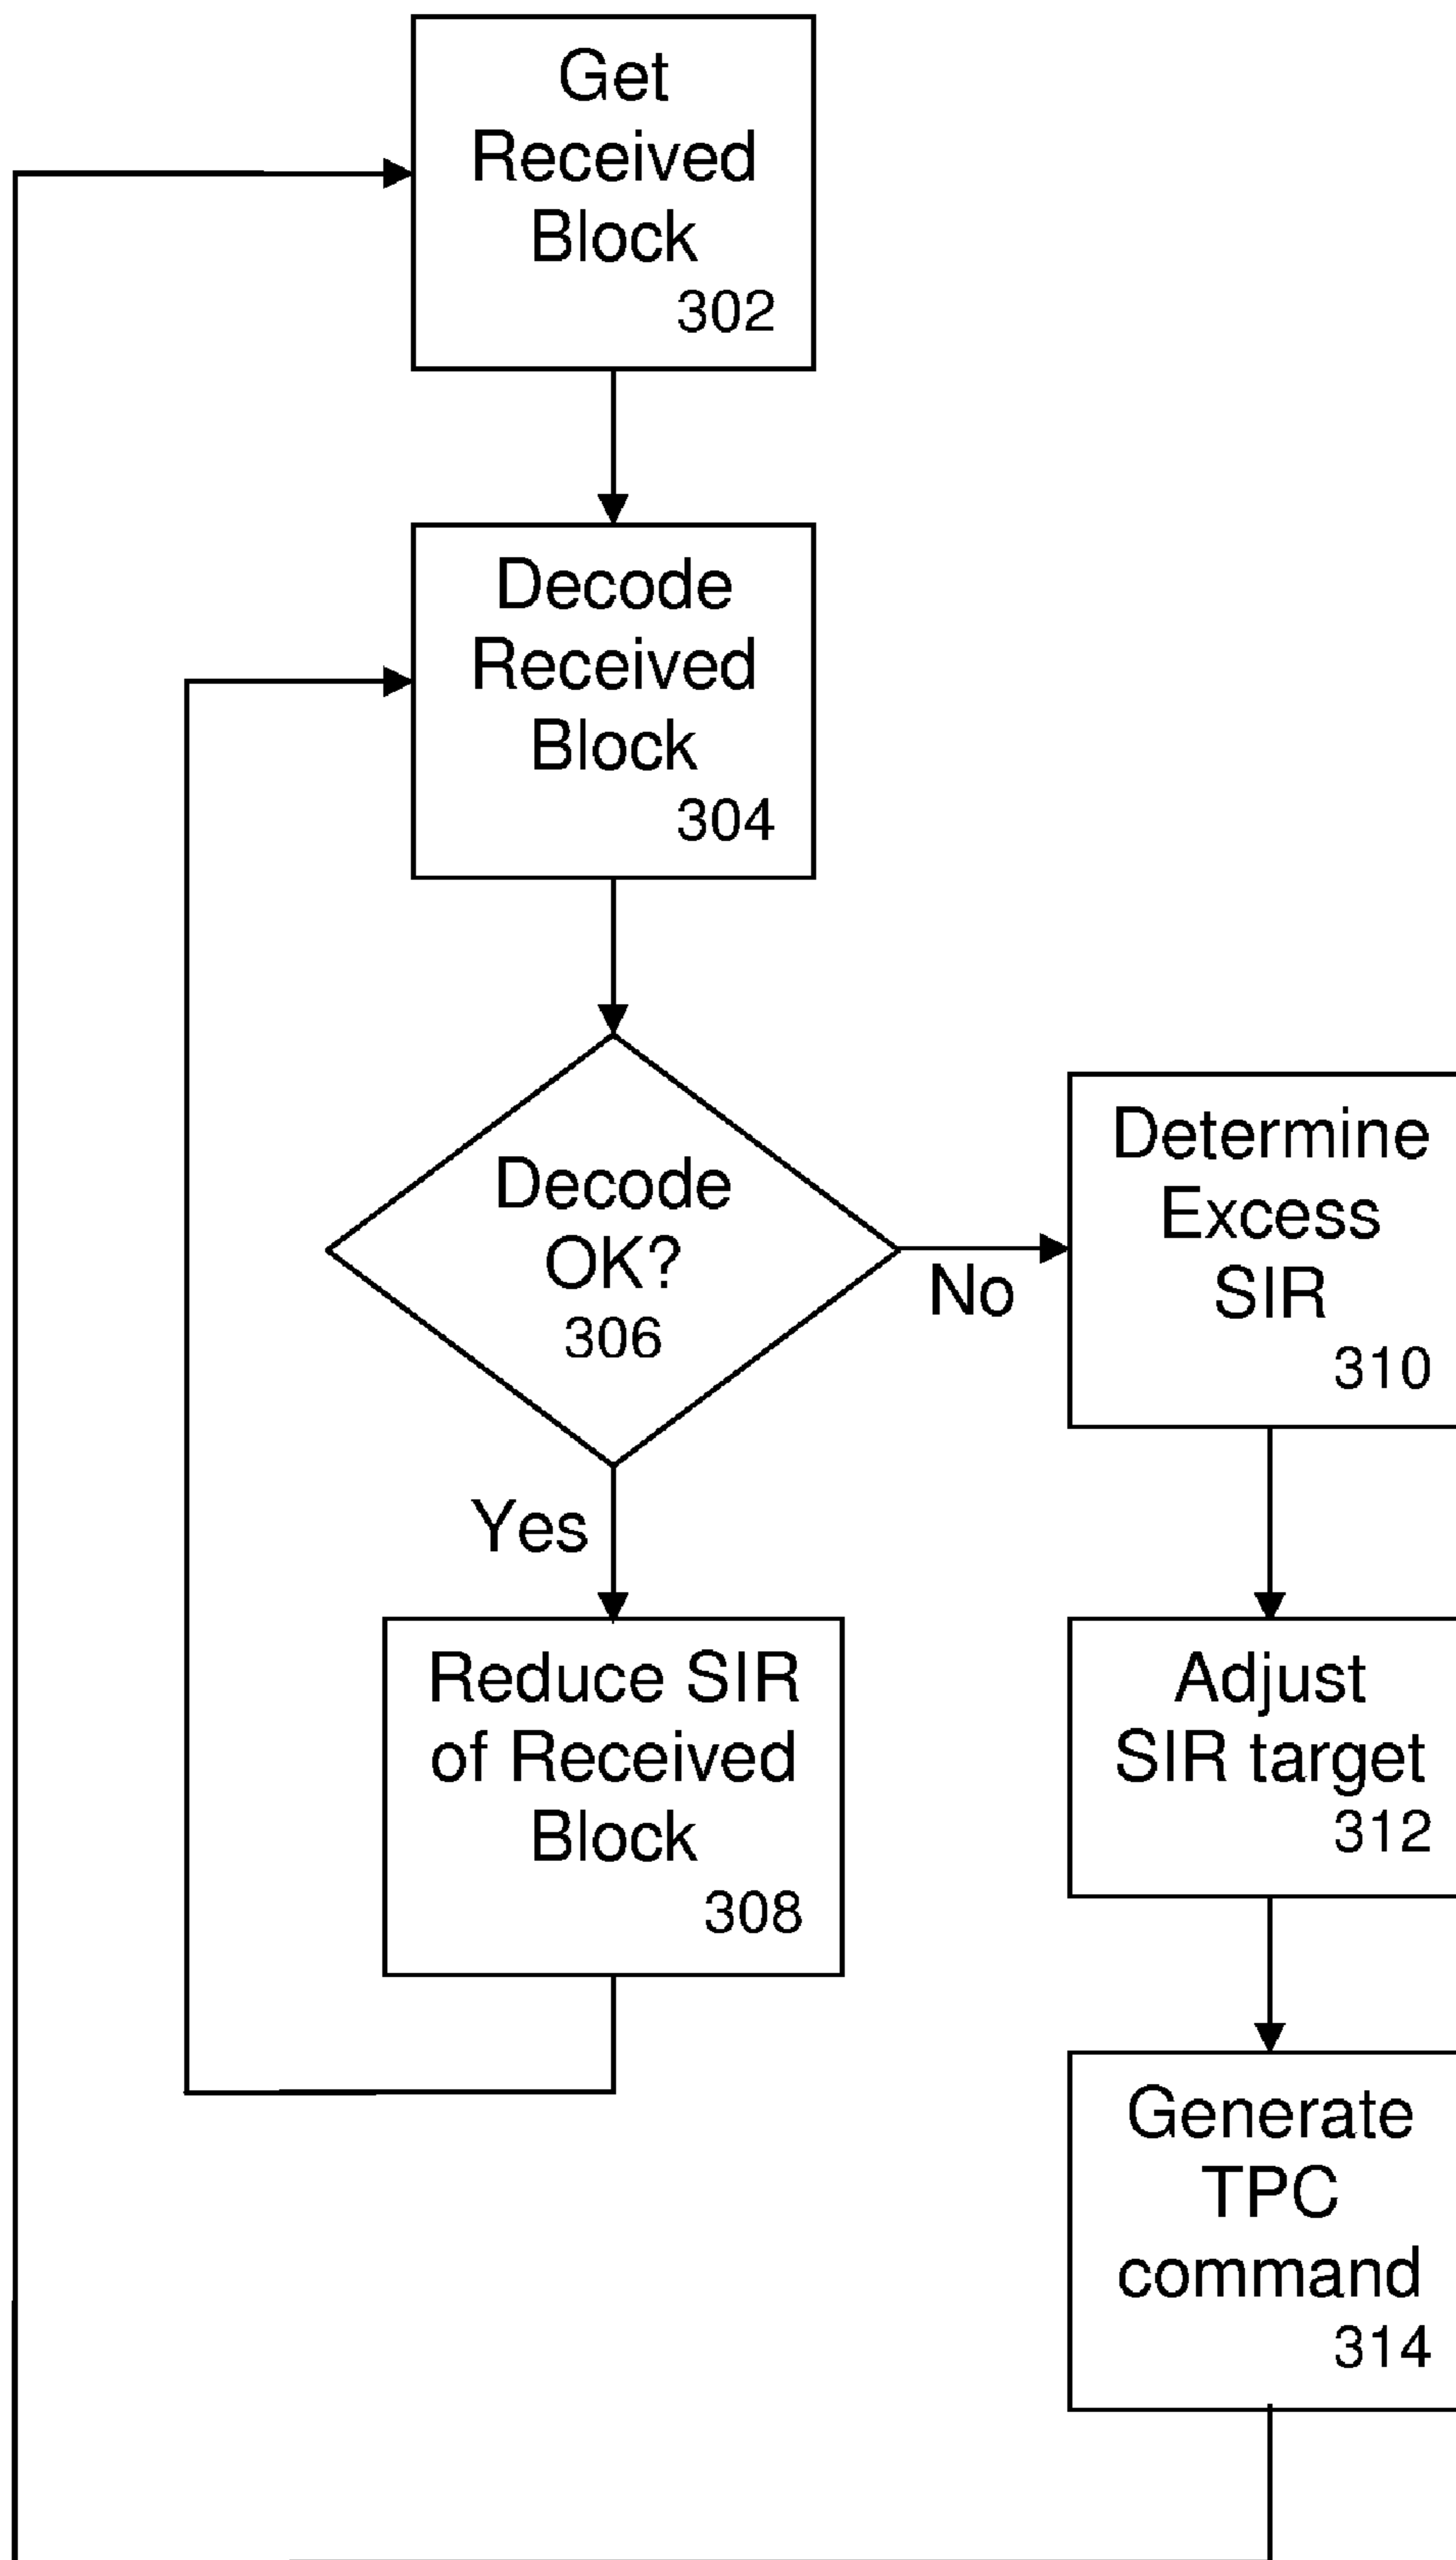 Get
Received
Block
302
Decode
Received
Block
304
Decode
OK?
306
No
Yes
Determine
Excess
SIR
310
Reduce SIR
of Received
Block
308
Adjust
SIR target
312
Generate
TPC
command
314